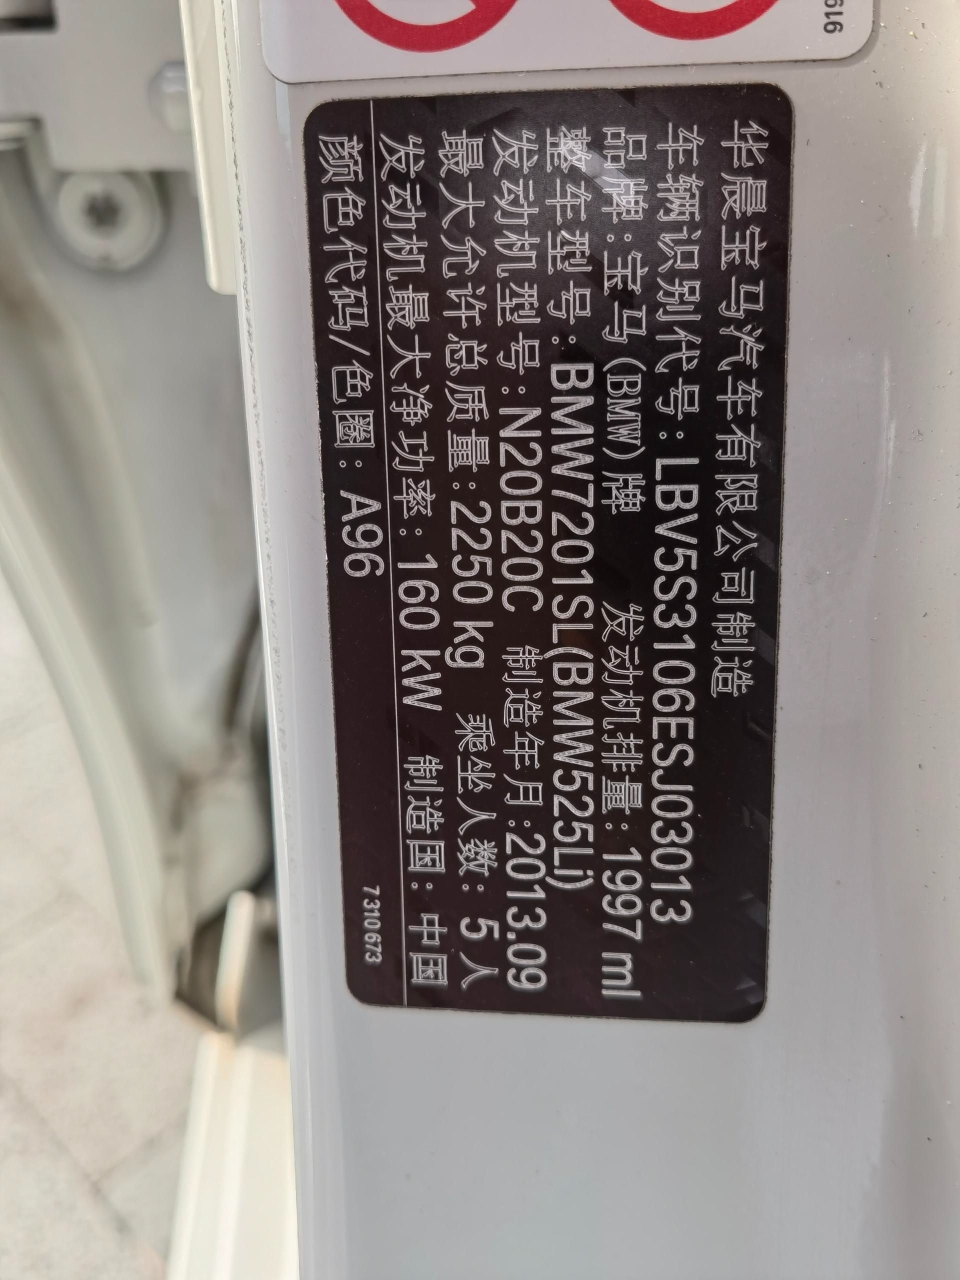 916
华晨宝马汽车有限公司制造
车辆识别代号:LBV5S3106ESJ03013
品牌:宝马(BMW)牌 发动机排量:1997 ml
整车型号:BMW7201SL(BMW525Li)
发动机型号:N20B20C 制造年月:2013.09
最大允许总质量:2250 kg 乘坐人数:5人
发动机最大净功率:160 kW 制造国:中国
颜色代码/色圈:A96 7310673